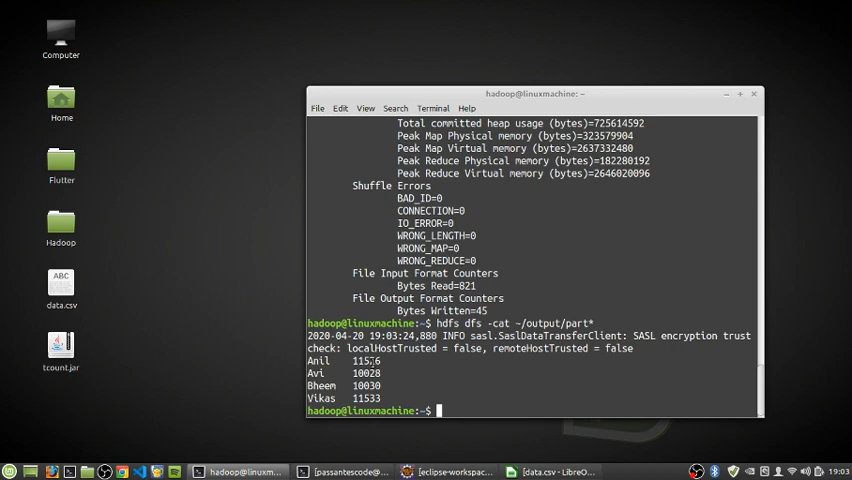 Computer
Home
Flutter
Hadoop
ABC
data.csv
tcount.jar
hadoop@linuxmachine: ~
File Edit View Search Terminal Help
Total committed heap usage (bytes)=725614592
Peak Map Physical memory (bytes)=323579904
Peak Map Virtual memory (bytes)=2637332480
Peak Reduce Physical memory (bytes)=182280192
Peak Reduce Virtual memory (bytes)=2646020096
Shuffle Errors
BAD_ID=0
CONNECTION=0
IO_ERROR=0
WRONG_LENGTH=0
WRONG_MAP=0
WRONG_REDUCE=0
File Input Format Counters
Bytes Read=821
File Output Format Counters
Bytes Written=45
hadoop@linuxmachine:~$ hdfs dfs -cat ~/output/part*
2020-04-20 19:03:24,880 INFO sasl.SaslDataTransferClient: SASL encryption trust
check: localHostTrusted = false, remoteHostTrusted = false
Anil 11576
Avi 10028
Bheem 10030
Vikas 11533
hadoop@linuxmachine:~$
hadoop@linuxm... [passantescode@... [eclipse-workspac... [data.csv - LibreO... 19:03